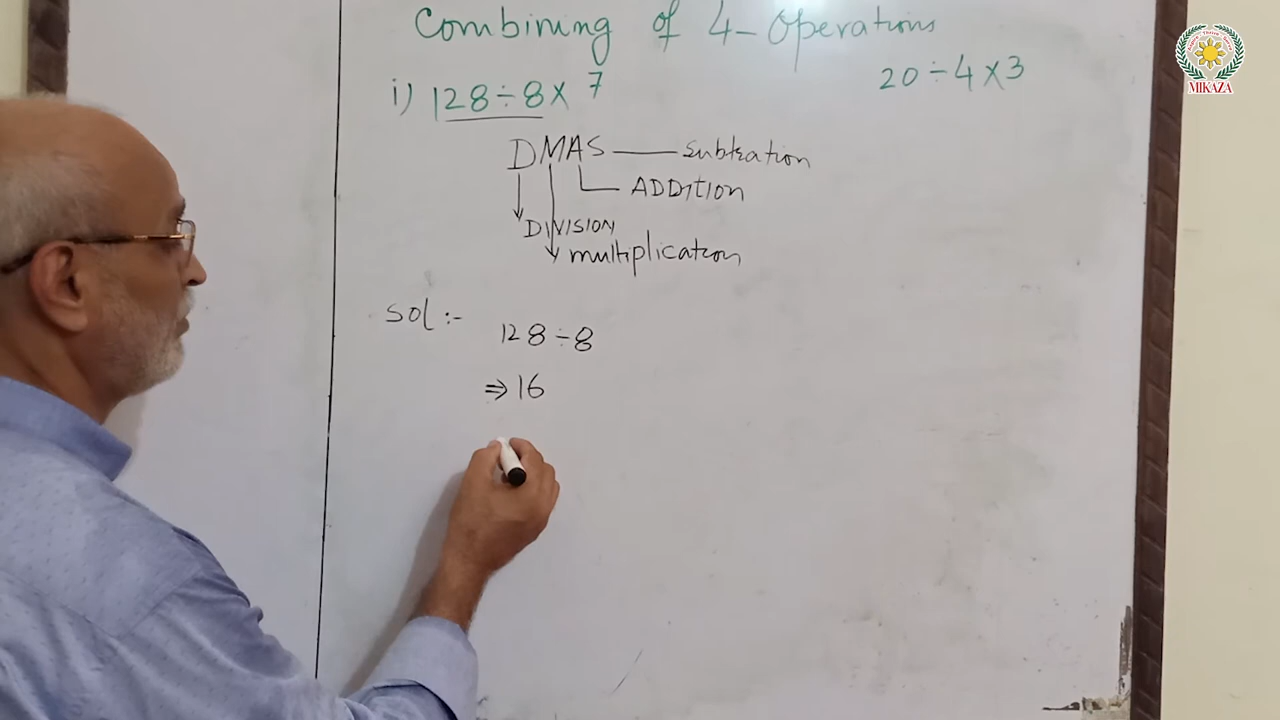 Combining of 4-Operations
i) 128÷8× 7
20÷4×3
DMAS — Subtration
ADDITION
DIVISION
multiplication
Sol :- 128÷8
⇒16
MIKAZA